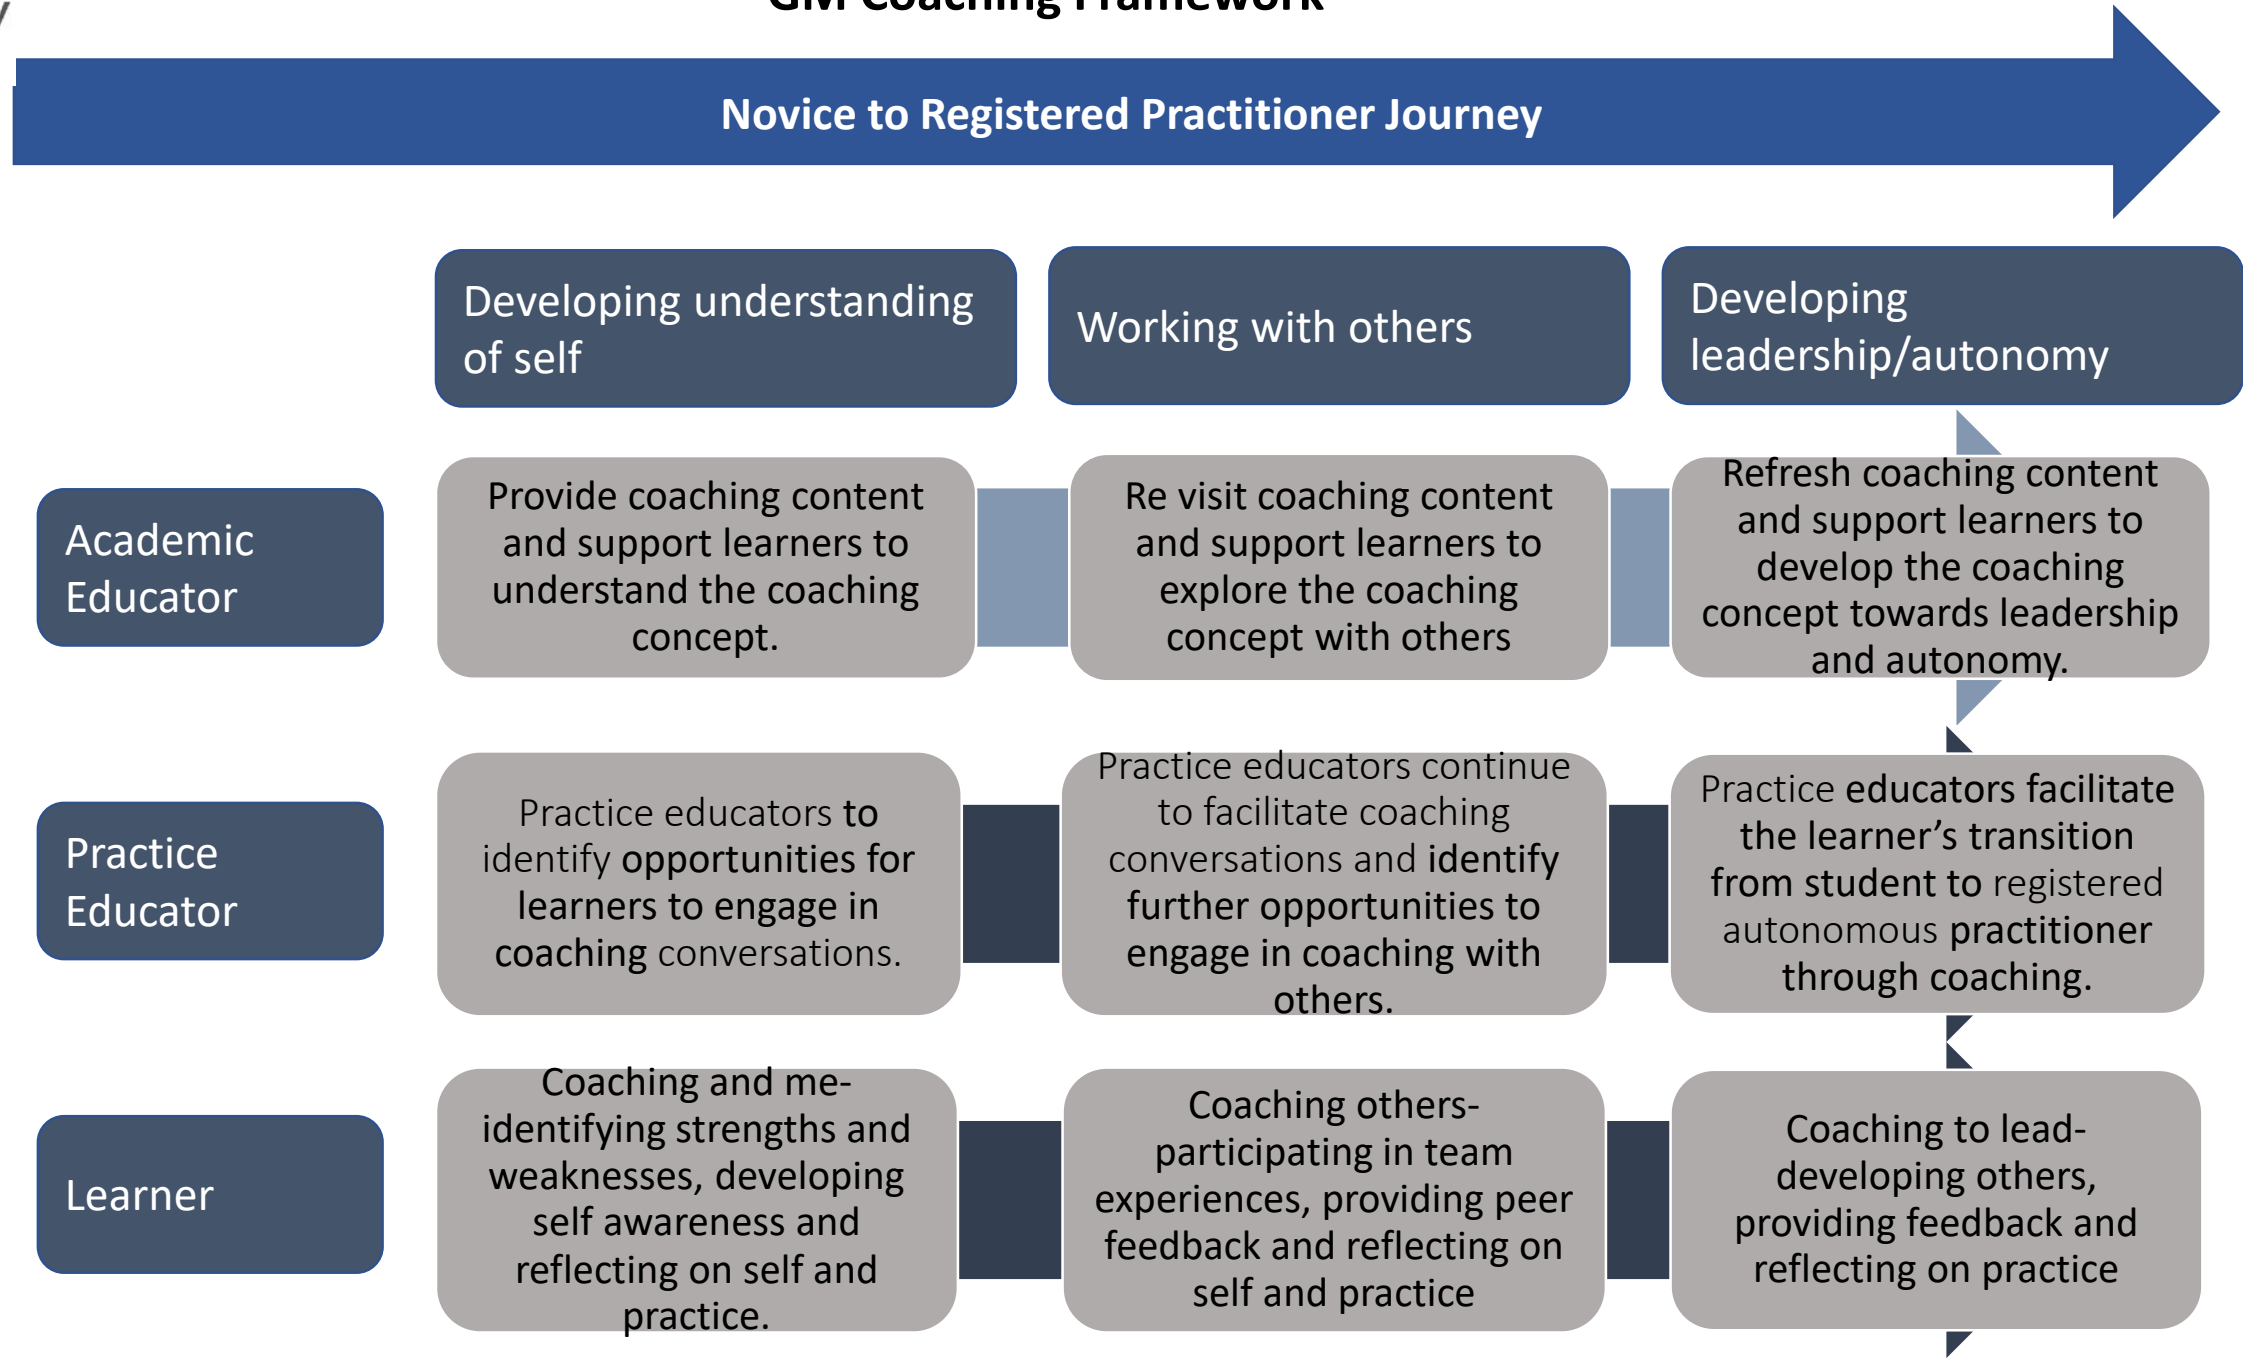 GM Coaching Framework
Novice to Registered Practitioner Journey
Developing understanding
of self
Working with others
Developing
leadership/autonomy
Academic
Educator
Provide coaching content
and support learners to
understand the coaching
concept.
Re visit coaching content
and support learners to
explore the coaching
concept with others
Refresh coaching content
and support learners to
develop the coaching
concept towards leadership
and autonomy.
Practice
Educator
Practice educators to
identify opportunities for
learners to engage in
coaching conversations.
Practice educators continue
to facilitate coaching
conversations and identify
further opportunities to
engage in coaching with
others.
Practice educators facilitate
the learner’s transition
from student to registered
autonomous practitioner
through coaching.
Learner
Coaching and me-
identifying strengths and
weaknesses, developing
self awareness and
reflecting on self and
practice.
Coaching others-
participating in team
experiences, providing peer
feedback and reflecting on
self and practice
Coaching to lead-
developing others,
providing feedback and
reflecting on practice